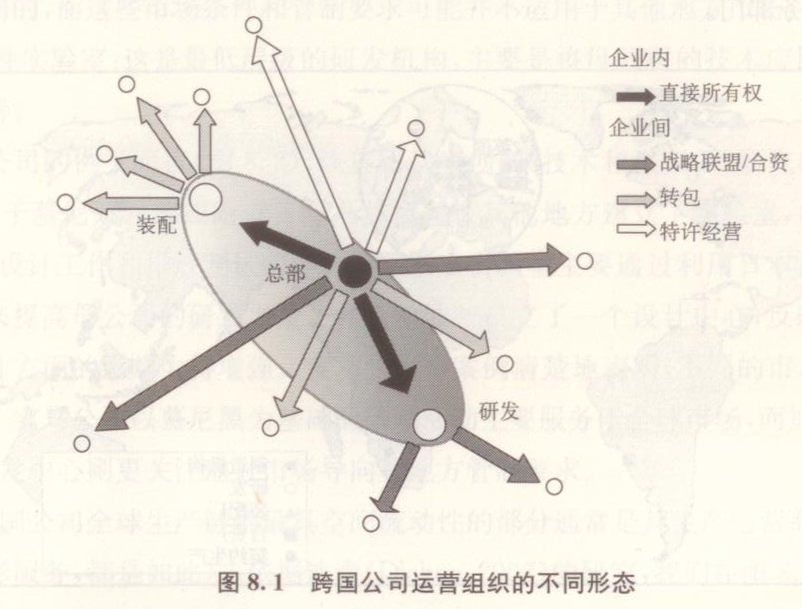 企业内
直接所有权
企业间
战略联盟/合资
转包
特许经营
装配
总部
研发
图 8.1 跨国公司运营组织的不同形态